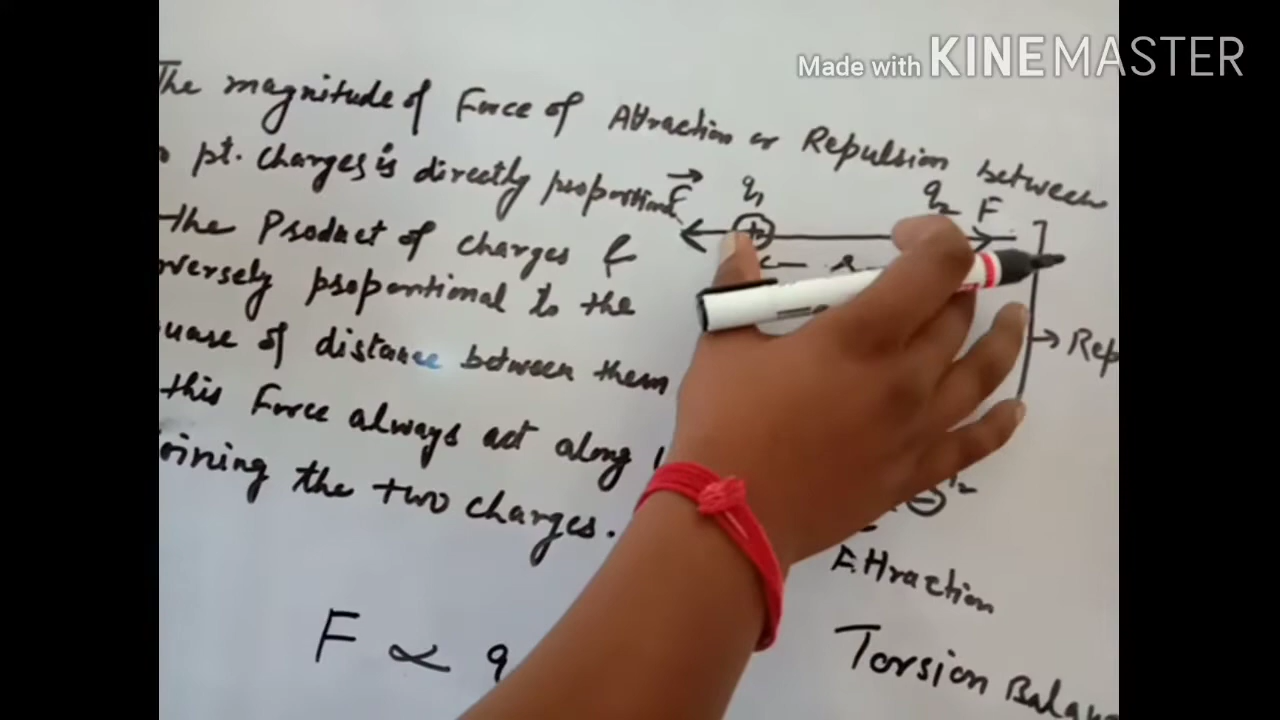 Made with KINEMASTER
The magnitude of Force of Attraction or Repulsion between
pt. charges is directly proportional
the Product of charges &
versely proportional to the
uare of distance between them
this Force always act along
oining the two charges.
F ∝ q
F q1 q2 F
+
r
Rep
−
Attraction
Torsion Balan